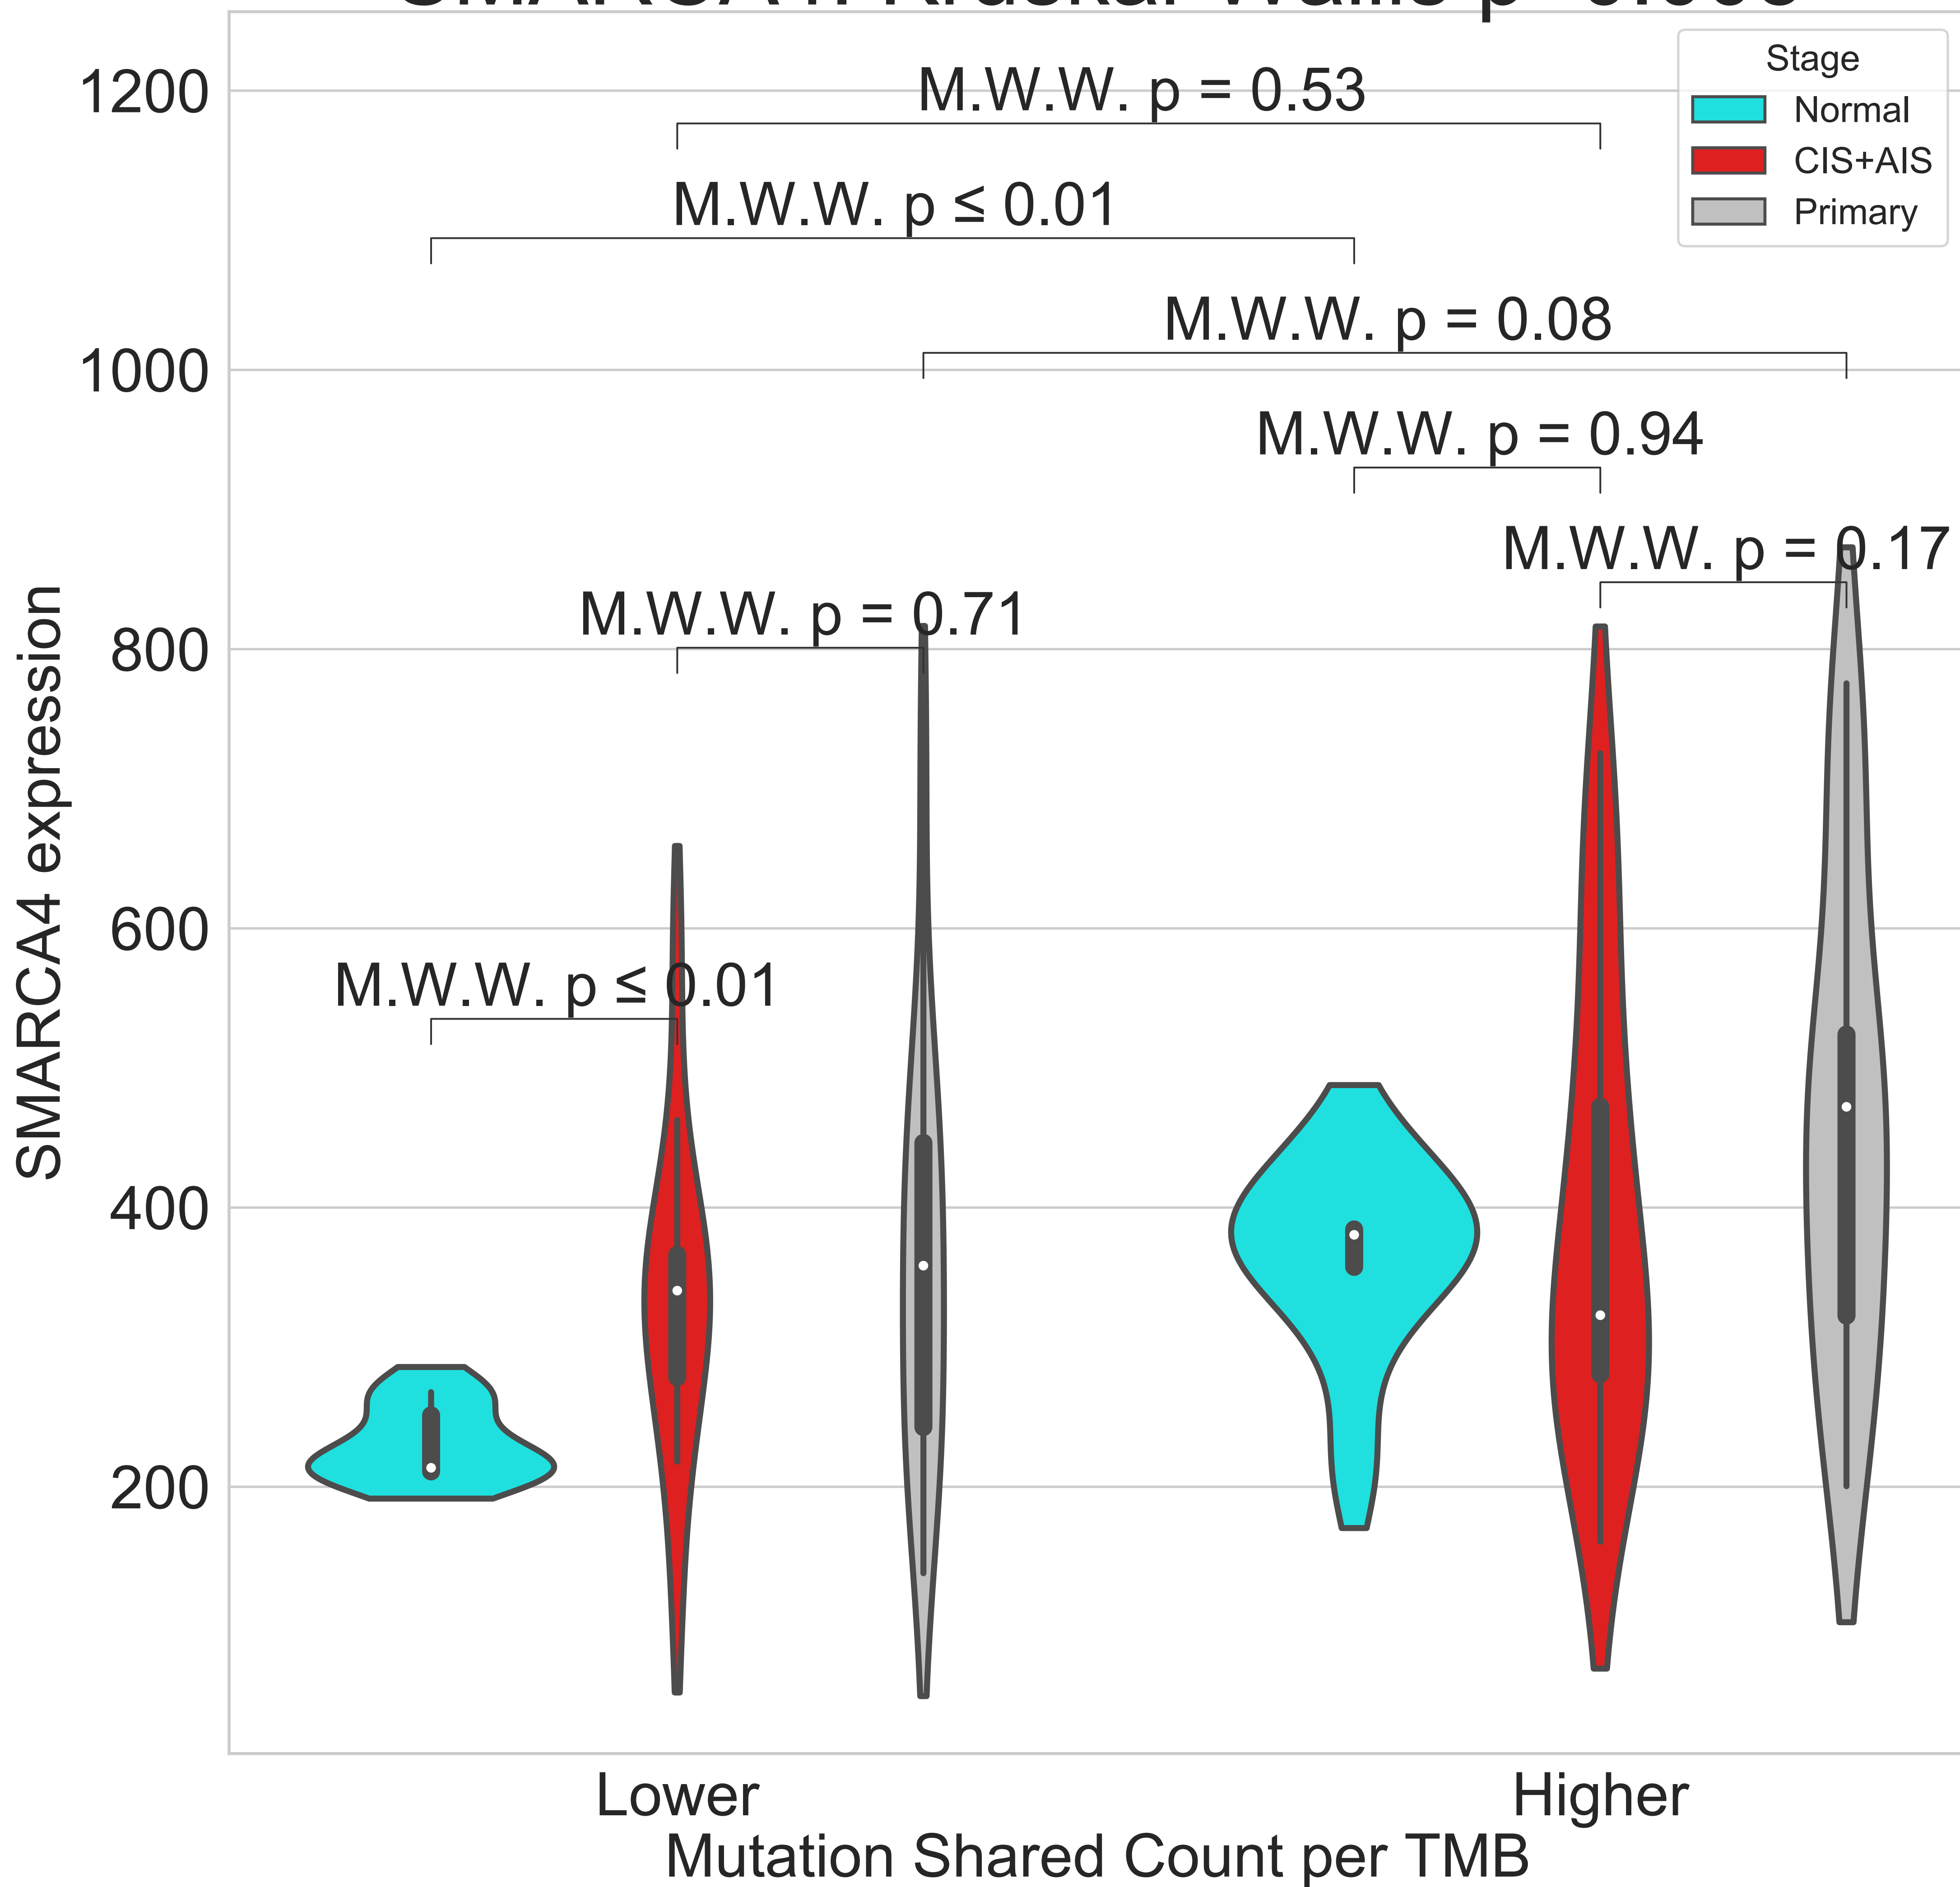 1200
1000
800
600
400
200
SMARCA4 expression
M.W.W. p = 0.53
M.W.W. p ≤ 0.01
M.W.W. p = 0.08
M.W.W. p = 0.94
M.W.W. p = 0.17
M.W.W. p = 0.71
M.W.W. p ≤ 0.01
Stage
Normal
CIS+AIS
Primary
Lower
Higher
Mutation Shared Count per TMB